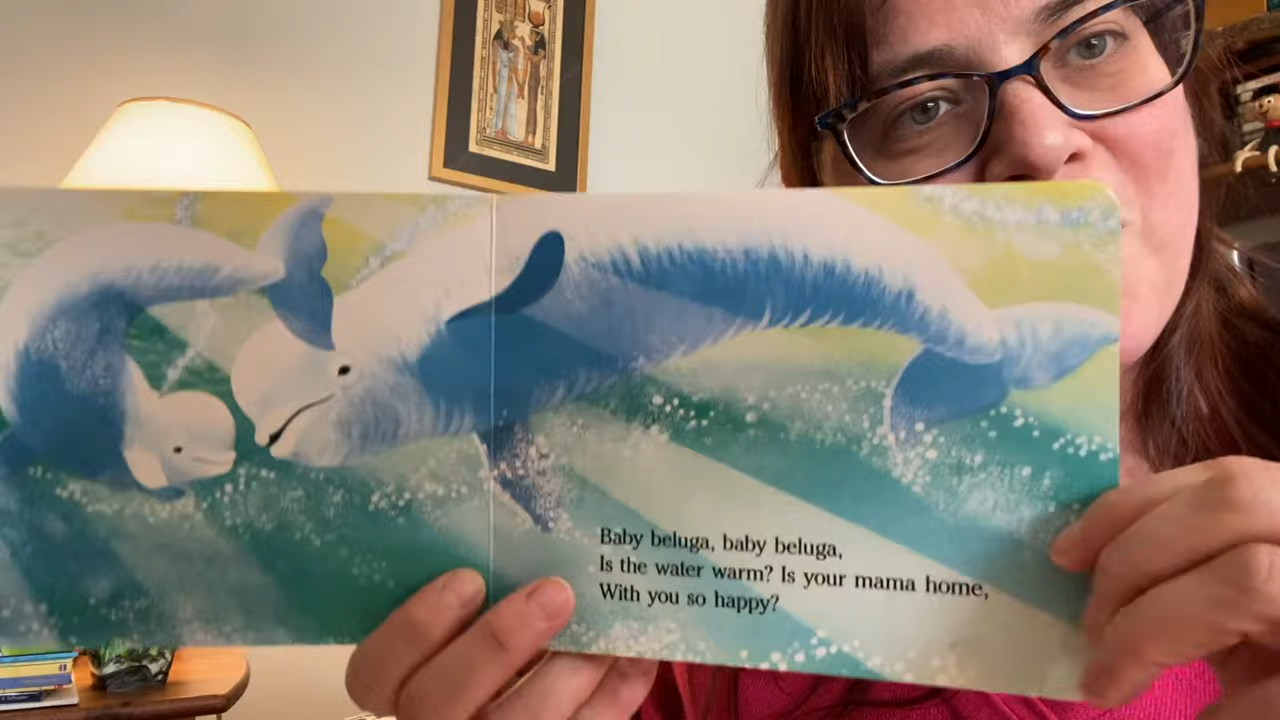 Baby beluga, baby beluga,
Is the water warm? Is your mama home,
With you so happy?